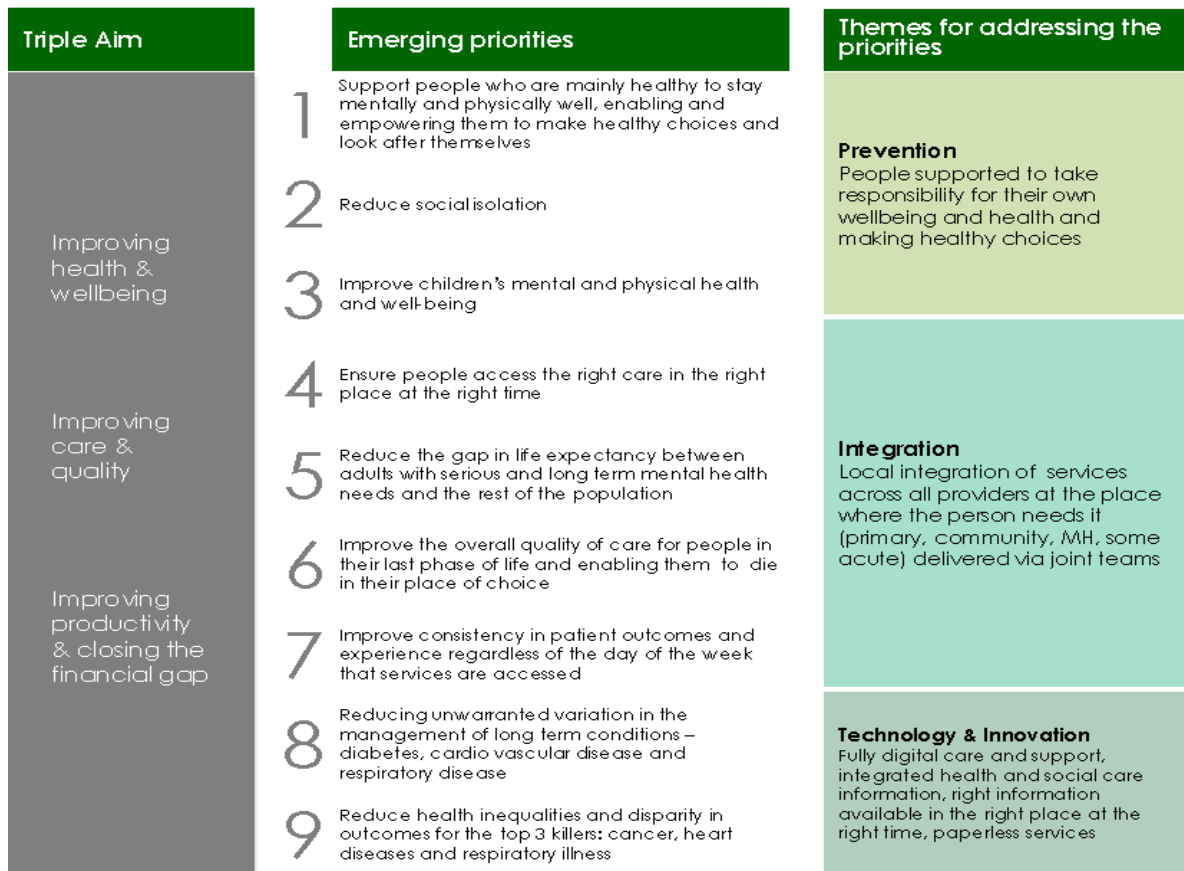 Triple Aim
Improving
health &
wellbeing
Improving
care &
quality
Improving
productivity
& closing the
financial gap
Emerging priorities
1
Support people who are mainly healthy to stay
mentally and physically well, enabling and
empowering them to make healthy choices and
look after themselves
2
Reduce social isolation
3
Improve children's mental and physical health
and well-being
4
Ensure people access the right care in the right
place at the right time
5
Reduce the gap in life expectancy between
adults with serious and long term mental health
needs and the rest of the population
6
Improve the overall quality of care for people in
their last phase of life and enabling them to die
in their place of choice
7
Improve consistency in patient outcomes and
experience regardless of the day of the week
that services are accessed
8
Reducing unwarranted variation in the
management of long term conditions –
diabetes, cardio vascular disease and
respiratory disease
9
Reduce health inequalities and disparity in
outcomes for the top 3 killers: cancer, heart
diseases and respiratory illness
Themes for addressing the
priorities
Prevention
People supported to take
responsibility for their own
wellbeing and health and
making healthy choices
Integration
Local integration of services
across all providers at the place
where the person needs it
(primary, community, MH, some
acute) delivered via joint teams
Technology & Innovation
Fully digital care and support,
integrated health and social care
information, right information
available in the right place at the
right time, paperless services